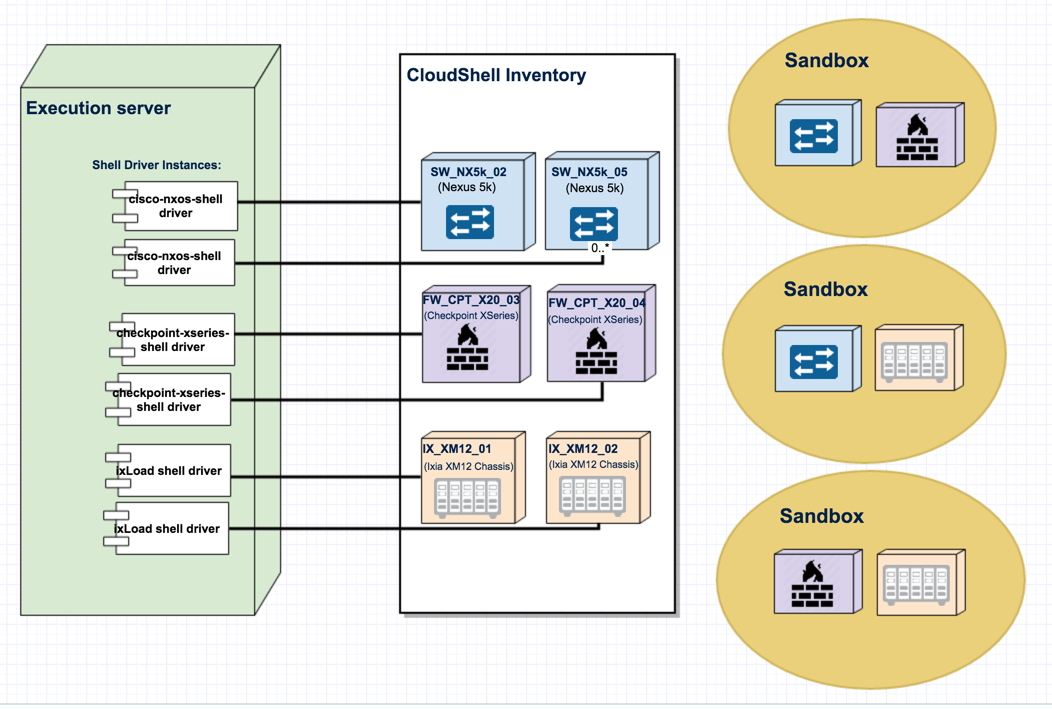 Execution server
Shell Driver Instances:
cisco-nxos-shell
driver
cisco-nxos-shell
driver
checkpoint-xseries-
shell driver
checkpoint-xseries-
shell driver
ixLoad shell driver
ixLoad shell driver
CloudShell Inventory
SW_NX5k_02
(Nexus 5k)
SW_NX5k_05
(Nexus 5k)
0..*
FW_CPT_X20_03
(Checkpoint XSeries)
FW_CPT_X20_04
(Checkpoint XSeries)
IX_XM12_01
(Ixia XM12 Chassis)
IX_XM12_02
(Ixia XM12 Chassis)
Sandbox
Sandbox
Sandbox